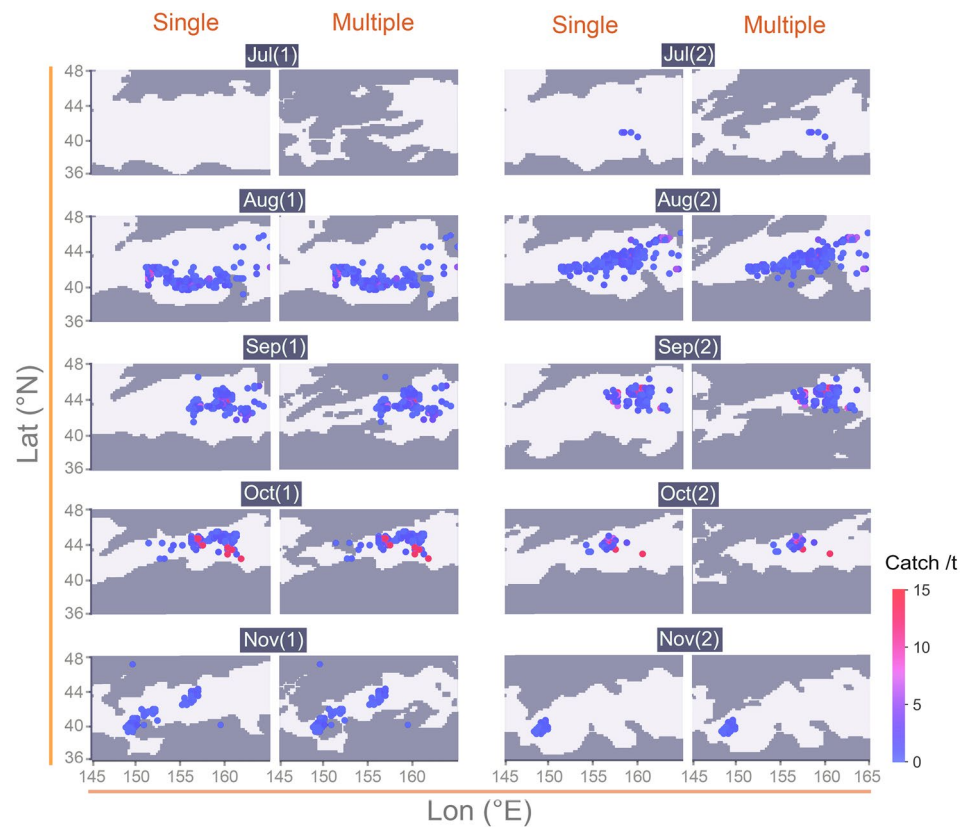 Single Multiple Single Multiple
Jul(1) Jul(2)
48
44
40
36
Aug(1) Aug(2)
48
44
40
36
Sep(1) Sep(2)
48
44
40
36
Oct(1) Oct(2)
48
44
40
36
Nov(1) Nov(2)
48
44
40
36
145 150 155 160 145 150 155 160 145 150 155 160 145 150 155 160 165
Lat (°N)
Lon (°E)
Catch /t
15
10
5
0